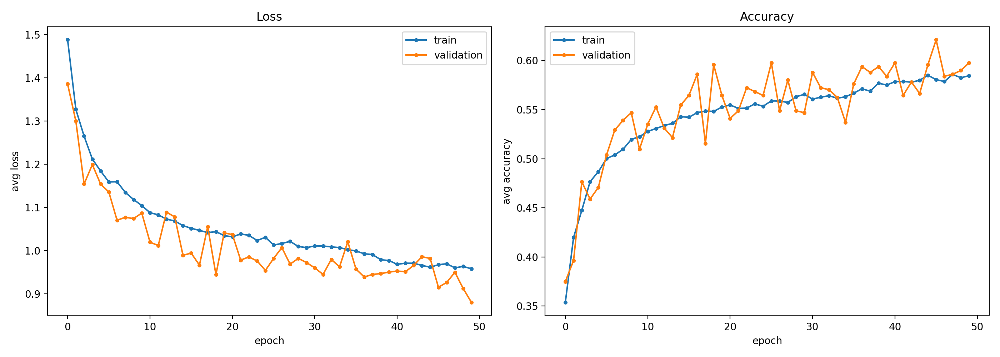 Loss
1.5
1.4
1.3
1.2
1.1
1.0
0.9
avg loss
train
validation
0 10 20 30 40 50
epoch
Accuracy
0.60
0.55
0.50
0.45
0.40
0.35
avg accuracy
train
validation
0 10 20 30 40 50
epoch